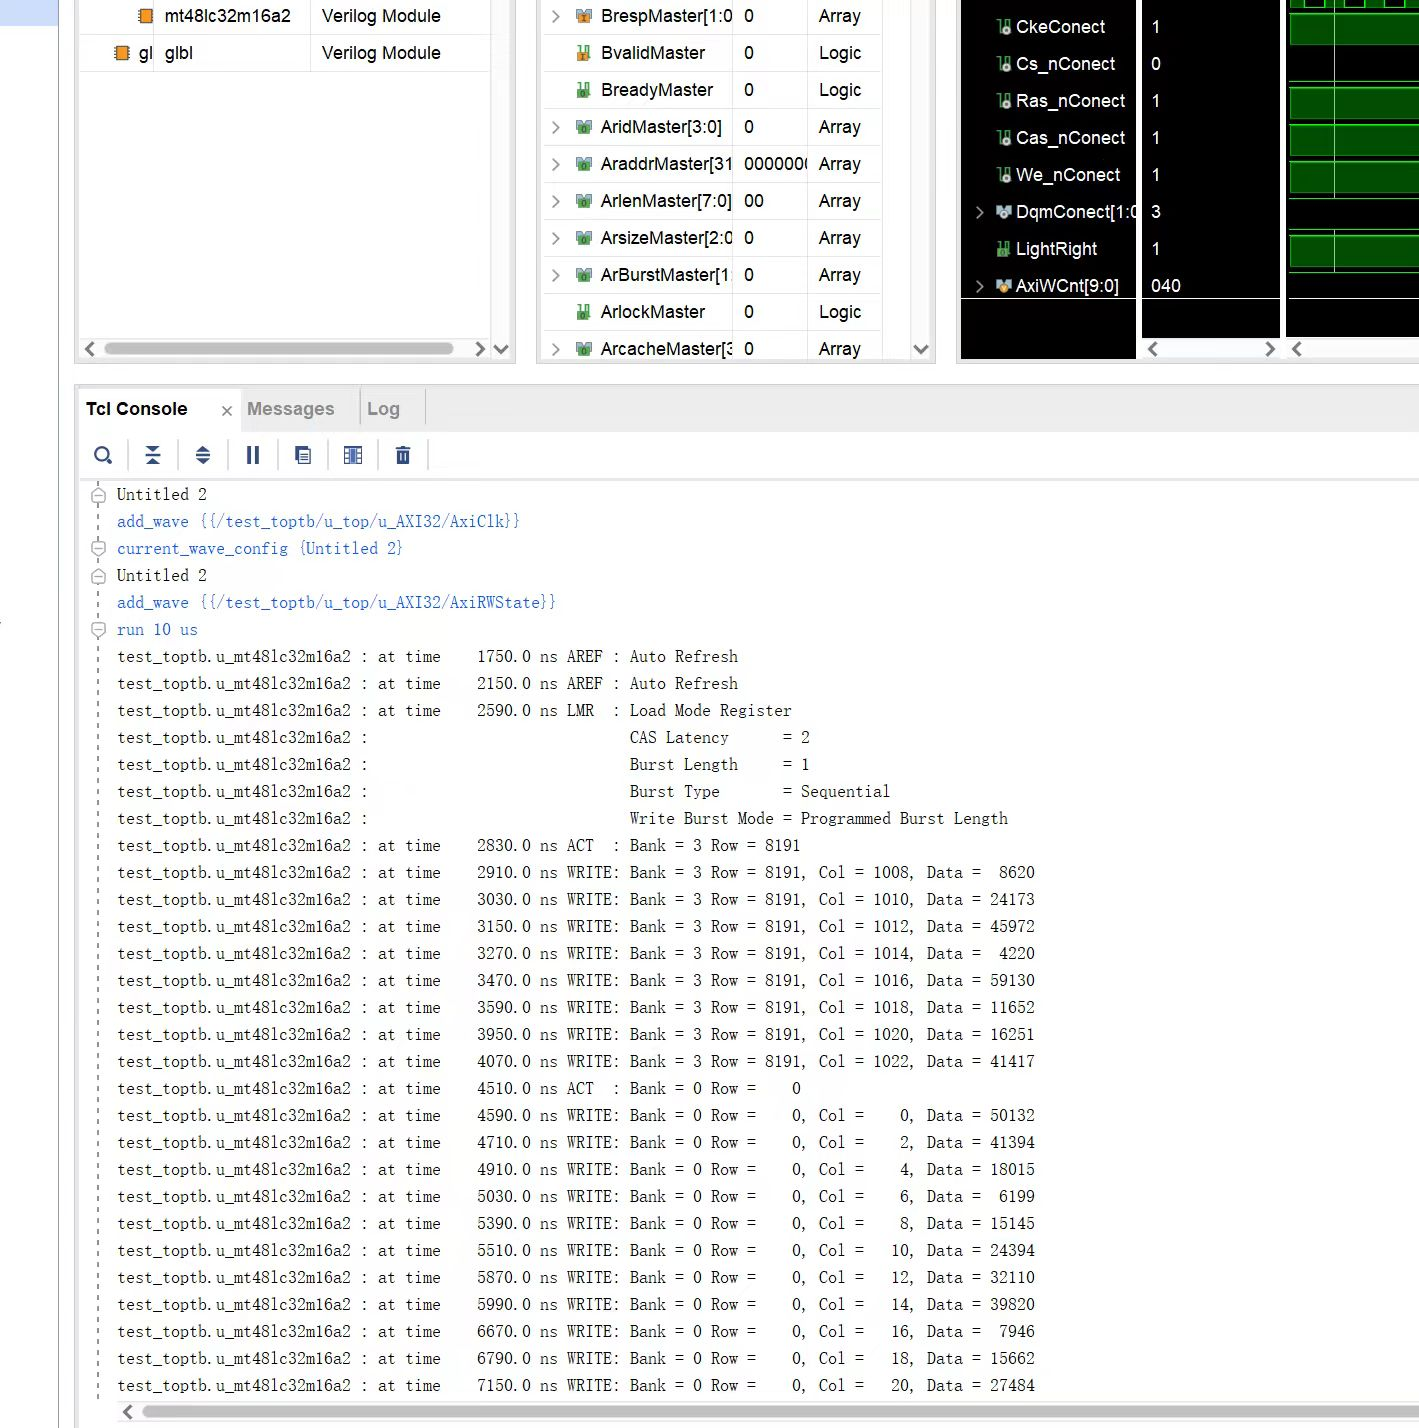 mt48lc32m16a2 Verilog Module
gl glbl Verilog Module
BrespMaster[1:0 0 Array
BvalidMaster 0 Logic
BreadyMaster 0 Logic
AridMaster[3:0] 0 Array
AraddrMaster[31 0000000 Array
ArlenMaster[7:0] 00 Array
ArsizeMaster[2:0 0 Array
ArBurstMaster[1: 0 Array
ArlockMaster 0 Logic
ArcacheMaster[3 0 Array
CkeConect 1
Cs_nConect 0
Ras_nConect 1
Cas_nConect 1
We_nConect 1
DqmConect[1:0 3
LightRight 1
AxiWCnt[9:0] 040
Tcl Console × Messages Log
Untitled 2
add_wave {{/test_toptb/u_top/u_AXI32/AxiClk}}
current_wave_config {Untitled 2}
Untitled 2
add_wave {{/test_toptb/u_top/u_AXI32/AxiRWState}}
run 10 us
test_toptb.u_mt48lc32m16a2 : at time 1750.0 ns AREF : Auto Refresh
test_toptb.u_mt48lc32m16a2 : at time 2150.0 ns AREF : Auto Refresh
test_toptb.u_mt48lc32m16a2 : at time 2590.0 ns LMR : Load Mode Register
test_toptb.u_mt48lc32m16a2 : CAS Latency = 2
test_toptb.u_mt48lc32m16a2 : Burst Length = 1
test_toptb.u_mt48lc32m16a2 : Burst Type = Sequential
test_toptb.u_mt48lc32m16a2 : Write Burst Mode = Programmed Burst Length
test_toptb.u_mt48lc32m16a2 : at time 2830.0 ns ACT : Bank = 3 Row = 8191
test_toptb.u_mt48lc32m16a2 : at time 2910.0 ns WRITE: Bank = 3 Row = 8191, Col = 1008, Data = 8620
test_toptb.u_mt48lc32m16a2 : at time 3030.0 ns WRITE: Bank = 3 Row = 8191, Col = 1010, Data = 24173
test_toptb.u_mt48lc32m16a2 : at time 3150.0 ns WRITE: Bank = 3 Row = 8191, Col = 1012, Data = 45972
test_toptb.u_mt48lc32m16a2 : at time 3270.0 ns WRITE: Bank = 3 Row = 8191, Col = 1014, Data = 4220
test_toptb.u_mt48lc32m16a2 : at time 3470.0 ns WRITE: Bank = 3 Row = 8191, Col = 1016, Data = 59130
test_toptb.u_mt48lc32m16a2 : at time 3590.0 ns WRITE: Bank = 3 Row = 8191, Col = 1018, Data = 11652
test_toptb.u_mt48lc32m16a2 : at time 3950.0 ns WRITE: Bank = 3 Row = 8191, Col = 1020, Data = 16251
test_toptb.u_mt48lc32m16a2 : at time 4070.0 ns WRITE: Bank = 3 Row = 8191, Col = 1022, Data = 41417
test_toptb.u_mt48lc32m16a2 : at time 4510.0 ns ACT : Bank = 0 Row = 0
test_toptb.u_mt48lc32m16a2 : at time 4590.0 ns WRITE: Bank = 0 Row = 0, Col = 0, Data = 50132
test_toptb.u_mt48lc32m16a2 : at time 4710.0 ns WRITE: Bank = 0 Row = 0, Col = 2, Data = 41394
test_toptb.u_mt48lc32m16a2 : at time 4910.0 ns WRITE: Bank = 0 Row = 0, Col = 4, Data = 18015
test_toptb.u_mt48lc32m16a2 : at time 5030.0 ns WRITE: Bank = 0 Row = 0, Col = 6, Data = 6199
test_toptb.u_mt48lc32m16a2 : at time 5390.0 ns WRITE: Bank = 0 Row = 0, Col = 8, Data = 15145
test_toptb.u_mt48lc32m16a2 : at time 5510.0 ns WRITE: Bank = 0 Row = 0, Col = 10, Data = 24394
test_toptb.u_mt48lc32m16a2 : at time 5870.0 ns WRITE: Bank = 0 Row = 0, Col = 12, Data = 32110
test_toptb.u_mt48lc32m16a2 : at time 5990.0 ns WRITE: Bank = 0 Row = 0, Col = 14, Data = 39820
test_toptb.u_mt48lc32m16a2 : at time 6670.0 ns WRITE: Bank = 0 Row = 0, Col = 16, Data = 7946
test_toptb.u_mt48lc32m16a2 : at time 6790.0 ns WRITE: Bank = 0 Row = 0, Col = 18, Data = 15662
test_toptb.u_mt48lc32m16a2 : at time 7150.0 ns WRITE: Bank = 0 Row = 0, Col = 20, Data = 27484